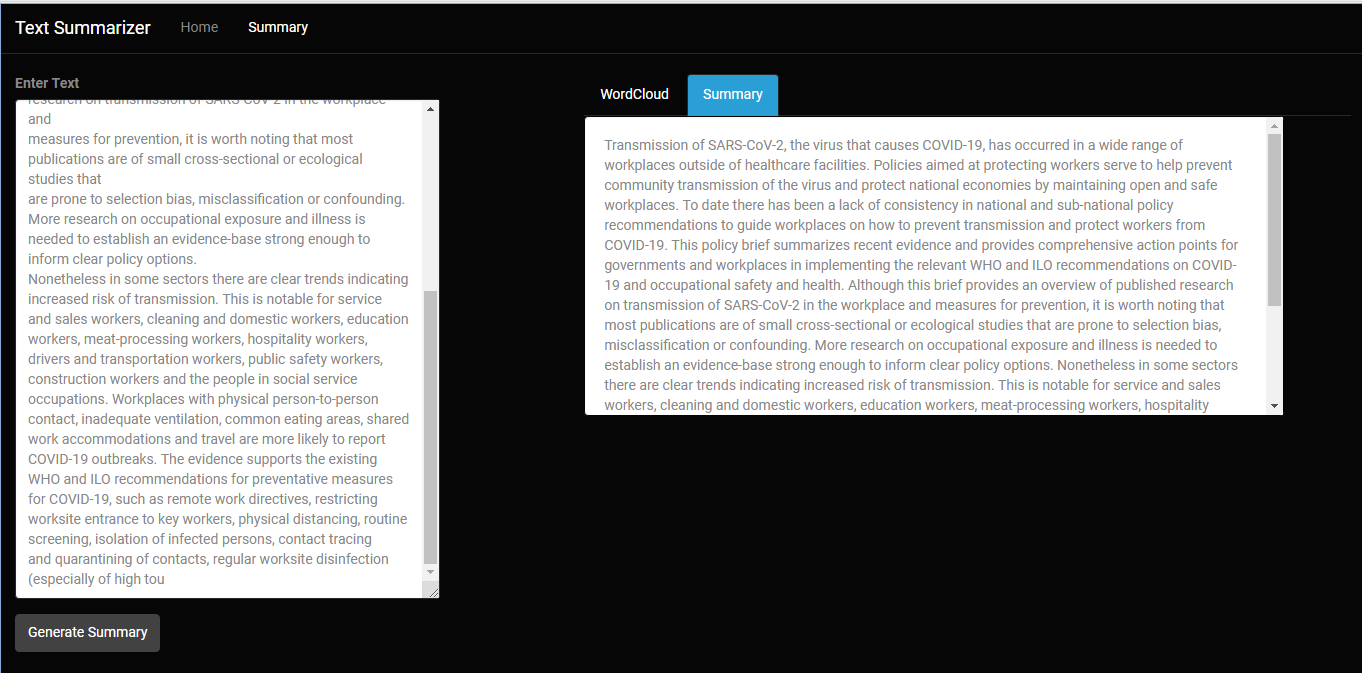 Text Summarizer Home Summary
Enter Text
research on transmission of SARS-CoV-2 in the workplace
and
measures for prevention, it is worth noting that most
publications are of small cross-sectional or ecological
studies that
are prone to selection bias, misclassification or confounding.
More research on occupational exposure and illness is
needed to establish an evidence-base strong enough to
inform clear policy options.
Nonetheless in some sectors there are clear trends indicating
increased risk of transmission. This is notable for service
and sales workers, cleaning and domestic workers, education
workers, meat-processing workers, hospitality workers,
drivers and transportation workers, public safety workers,
construction workers and the people in social service
occupations. Workplaces with physical person-to-person
contact, inadequate ventilation, common eating areas, shared
work accommodations and travel are more likely to report
COVID-19 outbreaks. The evidence supports the existing
WHO and ILO recommendations for preventative measures
for COVID-19, such as remote work directives, restricting
worksite entrance to key workers, physical distancing, routine
screening, isolation of infected persons, contact tracing
and quarantining of contacts, regular worksite disinfection
(especially of high tou
Generate Summary
WordCloud Summary
Transmission of SARS-CoV-2, the virus that causes COVID-19, has occurred in a wide range of
workplaces outside of healthcare facilities. Policies aimed at protecting workers serve to help prevent
community transmission of the virus and protect national economies by maintaining open and safe
workplaces. To date there has been a lack of consistency in national and sub-national policy
recommendations to guide workplaces on how to prevent transmission and protect workers from
COVID-19. This policy brief summarizes recent evidence and provides comprehensive action points for
governments and workplaces in implementing the relevant WHO and ILO recommendations on COVID-
19 and occupational safety and health. Although this brief provides an overview of published research
on transmission of SARS-CoV-2 in the workplace and measures for prevention, it is worth noting that
most publications are of small cross-sectional or ecological studies that are prone to selection bias,
misclassification or confounding. More research on occupational exposure and illness is needed to
establish an evidence-base strong enough to inform clear policy options. Nonetheless in some sectors
there are clear trends indicating increased risk of transmission. This is notable for service and sales
workers, cleaning and domestic workers, education workers, meat-processing workers, hospitality